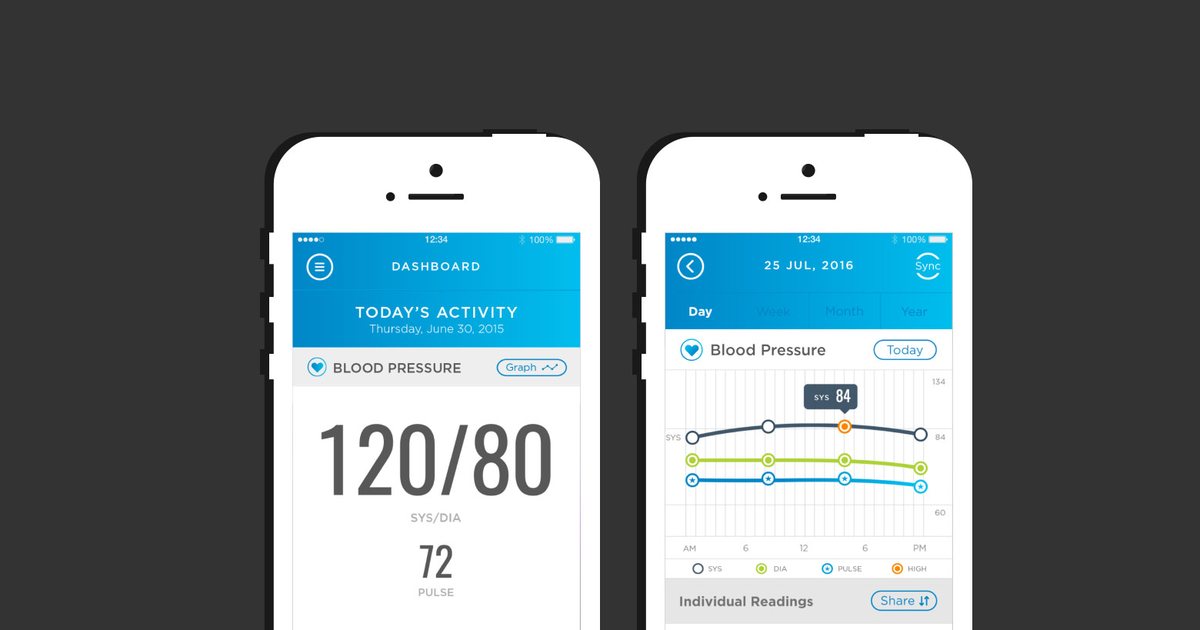 12:34
100%
DASHBOARD
TODAY'S ACTIVITY
Thursday, June 30, 2015
BLOOD PRESSURE
Graph
120/80
SYS/DIA
72
PULSE
12:34
100%
25 JUL, 2016
Sync
Day Week Month Year
Blood Pressure
Today
134
SYS 84
SYS
84
60
AM 6 12 6 PM
SYS DIA PULSE HIGH
Individual Readings
Share